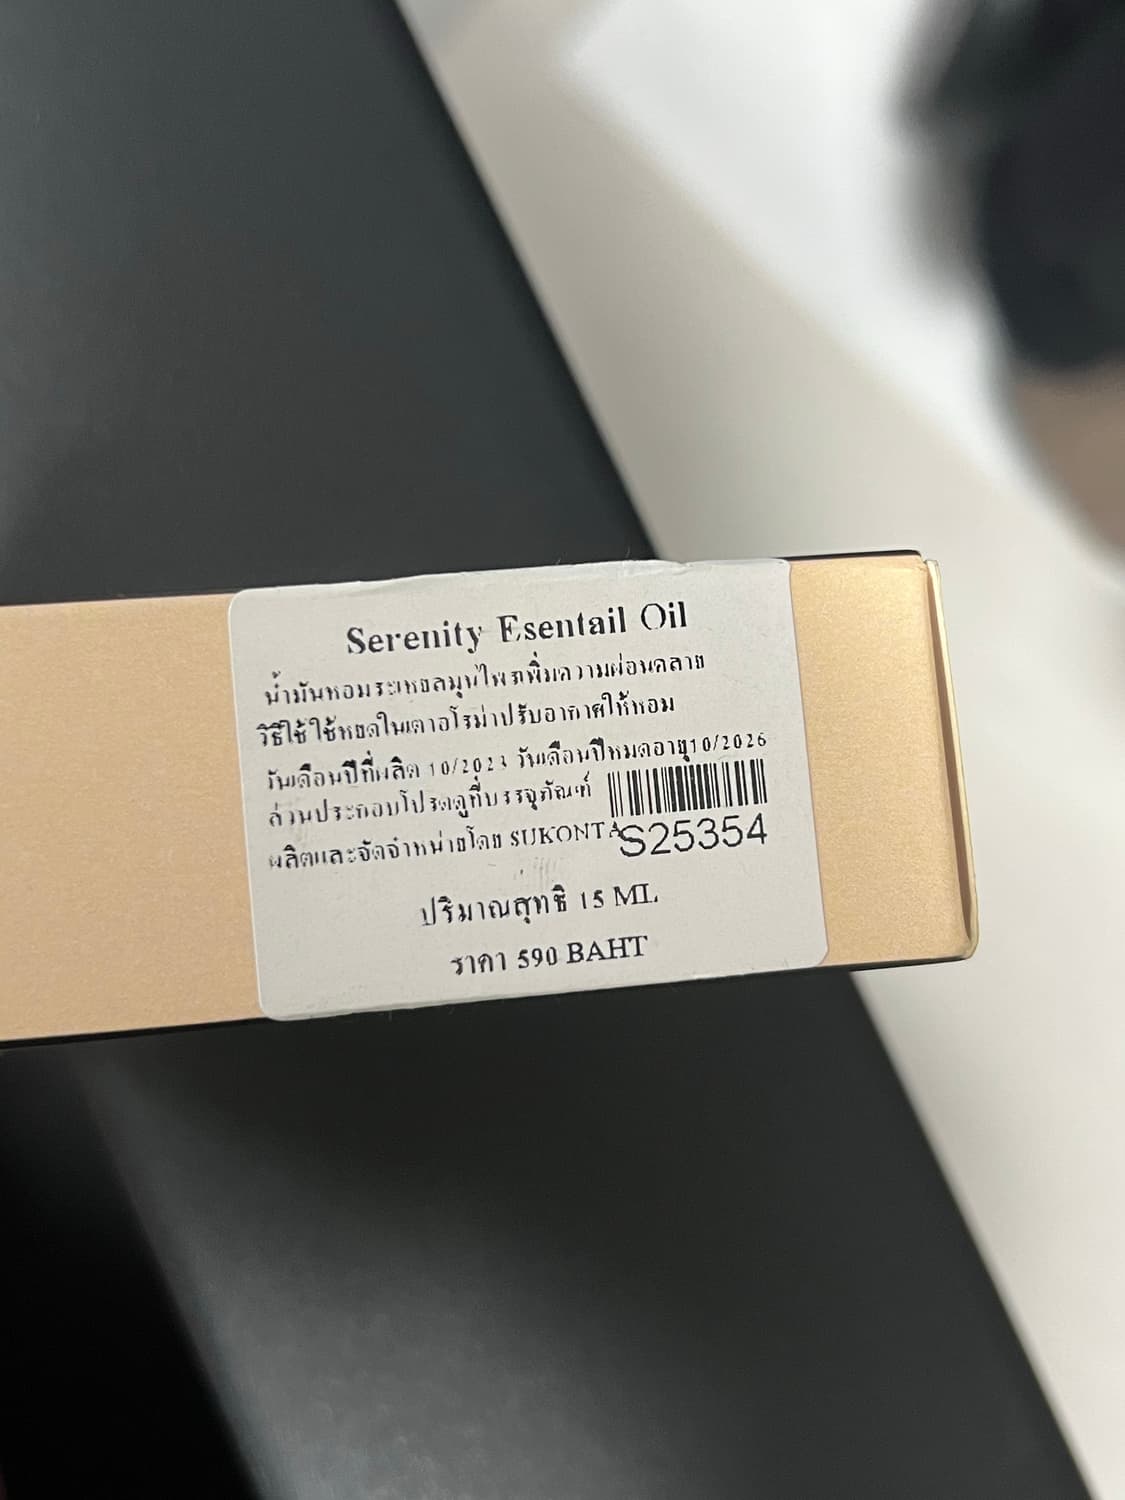 Serenity Esentail Oil
น้ำมันหอมระเหยสมุนไพรเพิ่มความผ่อนคลาย
วิธีใช้ ใช้หยดในเตาอโรม่าปรับอากาศให้หอม
วันเดือนปีที่ผลิต 10/2023 วันเดือนปีหมดอายุ10/2026
ส่วนประกอบโปรดดูที่บรรจุภัณฑ์
ผลิตและจัดจำหน่ายโดย SUKONTA
S25354
ปริมาณสุทธิ 15 ML
ราคา 590 BAHT